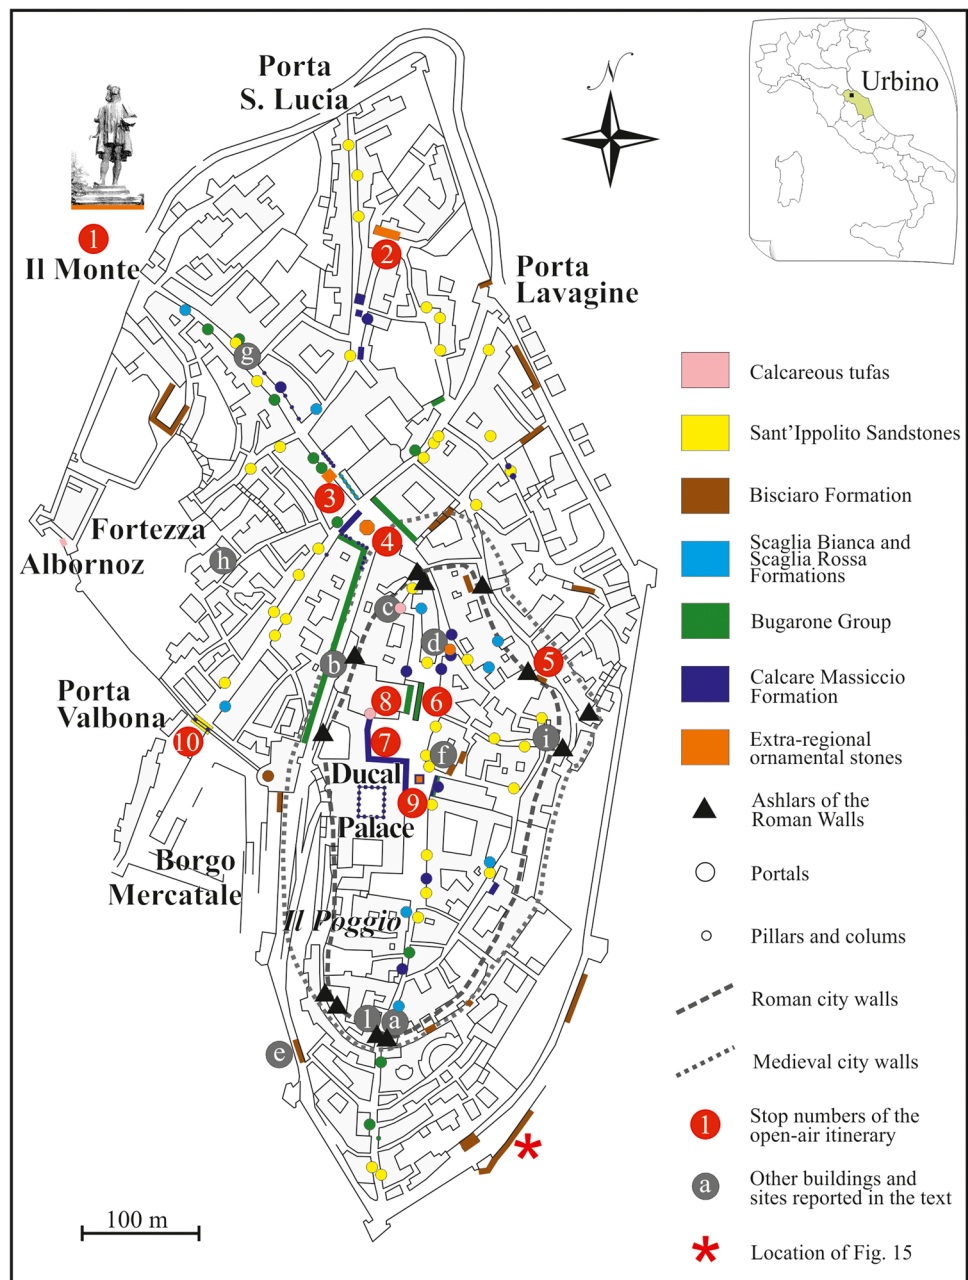 Porta
S. Lucia
N
Urbino
1
Il Monte
2
Porta
Lavagine
g
3
4
Fortezza
Albornoz
h
c
d
b
5
8
6
Porta
Valbona
10
7
f
i
Ducal
9
Palace
Borgo
Mercatale
Il Poggio
l
a
e
100 m
Calcareous tufas
Sant'Ippolito Sandstones
Bisciaro Formation
Scaglia Bianca and
Scaglia Rossa
Formations
Bugarone Group
Calcare Massiccio
Formation
Extra-regional
ornamental stones
Ashlars of the
Roman Walls
Portals
Pillars and colums
Roman city walls
Medieval city walls
1
Stop numbers of the
open-air itinerary
a
Other buildings and
sites reported in the text
* Location of Fig. 15